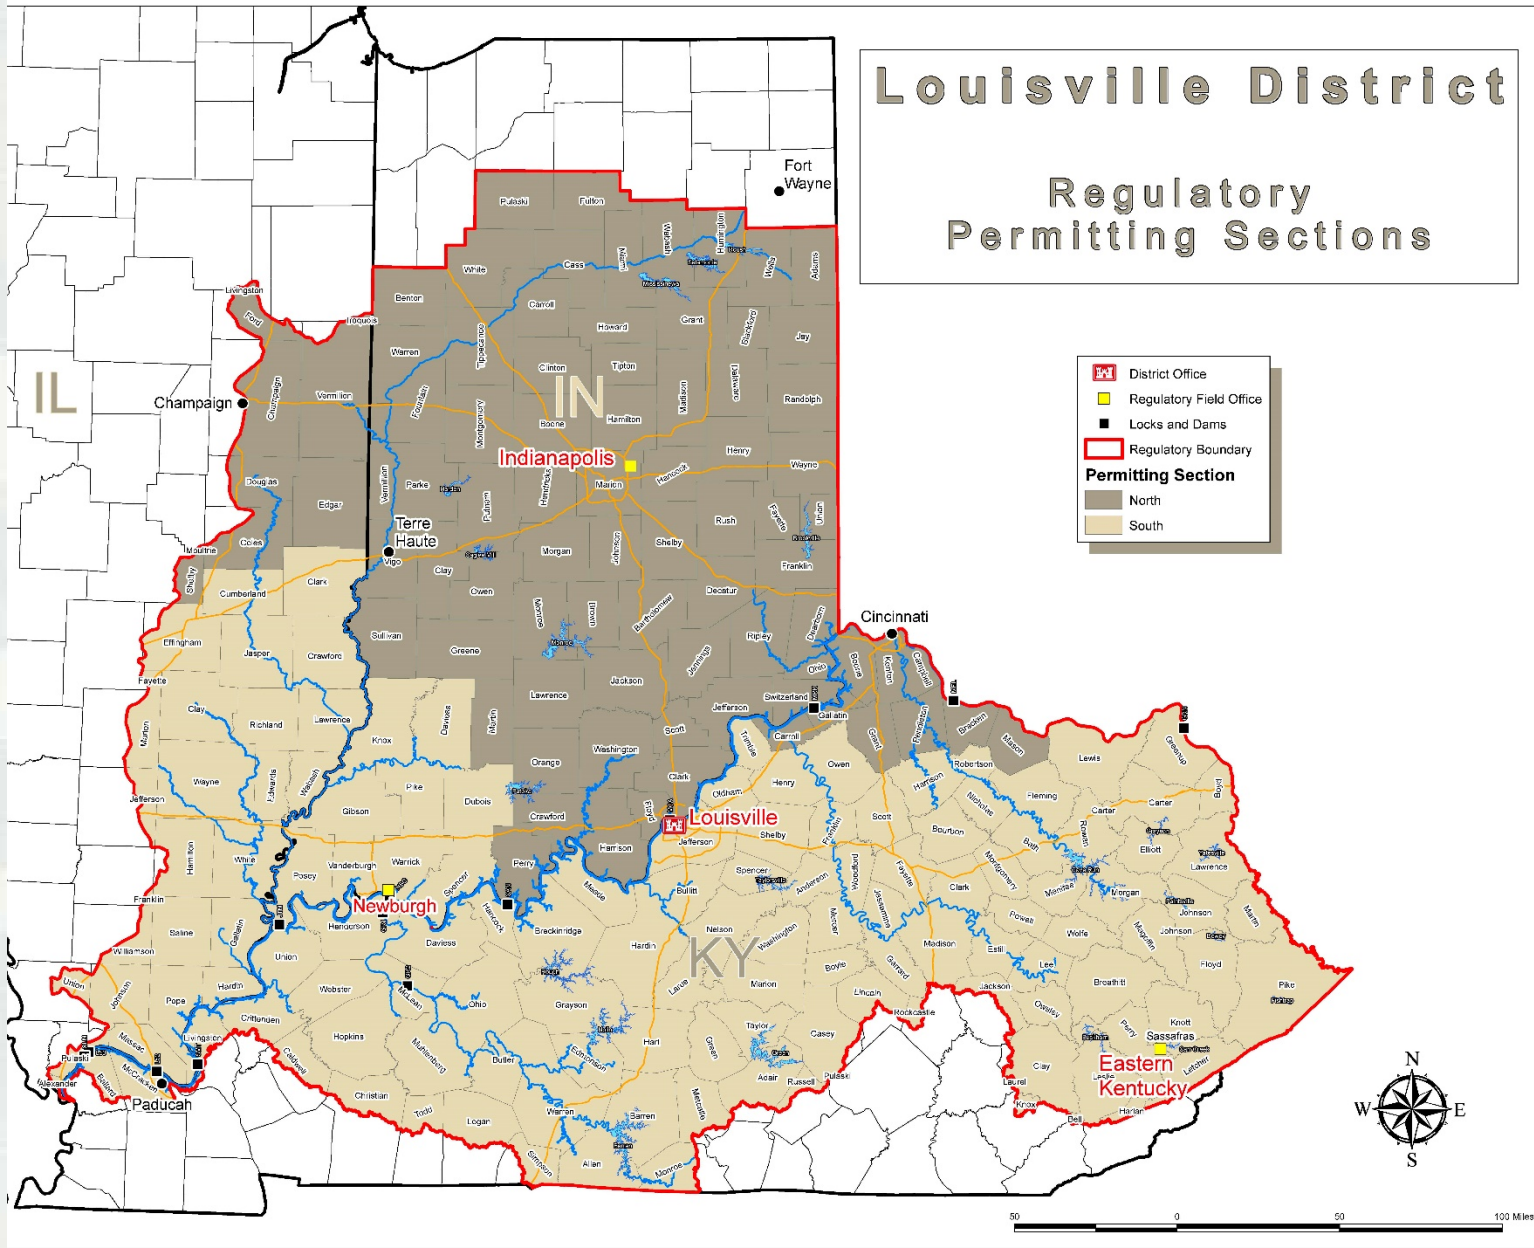 Louisville District
Regulatory
Permitting Sections
District Office
Regulatory Field Office
Locks and Dams
Regulatory Boundary
Permitting Section
North
South
Fort
Wayne
Pulaski
Fulton
Wabash
Huntington
Wells
Adams
White
Cass
Miami
Livingston
Ford
Iroquois
Benton
Carroll
Howard
Grant
Blackford
Jay
Warren
Tippecanoe
Clinton
Tipton
Madison
Delaware
Randolph
IL
IN
Champaign
Champaign
Vermilion
Fountain
Montgomery
Boone
Hamilton
Henry
Wayne
Indianapolis
Marion
Hancock
Hendricks
Douglas
Edgar
Vermillion
Parke
Putnam
Rush
Fayette
Union
Terre
Haute
Vigo
Clay
Owen
Morgan
Johnson
Shelby
Franklin
Moultrie
Coles
Shelby
Cumberland
Clark
Decatur
Monroe
Brown
Bartholomew
Ripley
Dearborn
Cincinnati
Effingham
Jasper
Crawford
Sullivan
Greene
Monroe
Jennings
Ohio
Boone
Kenton
Campbell
Fayette
Clay
Richland
Lawrence
Knox
Daviess
Martin
Lawrence
Jackson
Switzerland
Jefferson
Gallatin
Marion
Scott
Trimble
Carroll
Grant
Pendleton
Bracken
Mason
Wayne
Edwards
Wabash
Washington
Orange
Pike
Dubois
Clark
Oldham
Henry
Owen
Harrison
Robertson
Lewis
Greenup
Jefferson
Gibson
Crawford
Floyd
Louisville
Jefferson
Shelby
Franklin
Scott
Nicholas
Fleming
Carter
Carter
Boyd
Hamilton
White
Vanderburgh
Warrick
Posey
Perry
Harrison
Spencer
Bourbon
Bath
Rowan
Elliott
Lawrence
Franklin
Newburgh
Spencer
Hancock
Meade
Bullitt
Anderson
Woodford
Fayette
Jessamine
Clark
Montgomery
Menifee
Morgan
Johnson
Martin
Saline
Gallatin
Henderson
Daviess
Breckinridge
Nelson
Washington
Mercer
Powell
Wolfe
Magoffin
Johnson
Williamson
Union
Hardin
KY
Madison
Estil
Lee
Floyd
Union
Johnson
Pope
Hardin
Webster
McLean
Ohio
Grayson
Larue
Marion
Boyle
Garrard
Lincoln
Jackson
Breathitt
Pike
Crittenden
Livingston
Hopkins
Muhlenberg
Butler
Edmonson
Hart
Green
Taylor
Casey
Rockcastle
Owsley
Perry
Knott
Sassafras
Massac
Pulaski
Alexander
Ballard
McCracken
Paducah
Caldwell
Christian
Todd
Logan
Warren
Barren
Metcalfe
Adair
Russell
Pulaski
Clay
Laurel
Knox
Leslie
Letcher
Eastern
Kentucky
Harlan
Bell
Simpson
Allen
Monroe
N
W
E
S
50
0
50
100 Miles